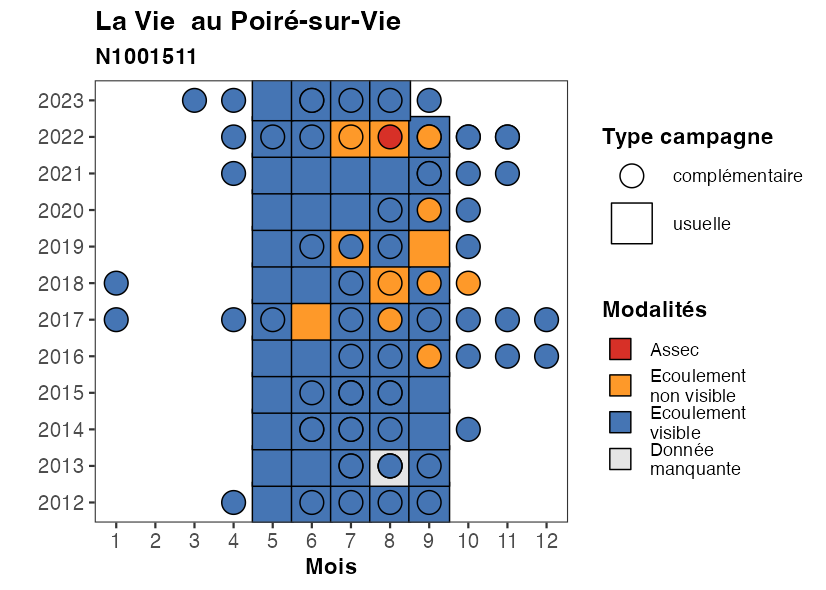 La Vie  au Poiré-sur-Vie
N1001511
2023
2022
2021
2020
2019
2018
2017
2016
2015
2014
2013
2012
1 2 3 4 5 6 7 8 9 10 11 12
Mois
Type campagne
complémentaire
usuelle
Modalités
Assec
Ecoulement
non visible
Ecoulement
visible
Donnée
manquante